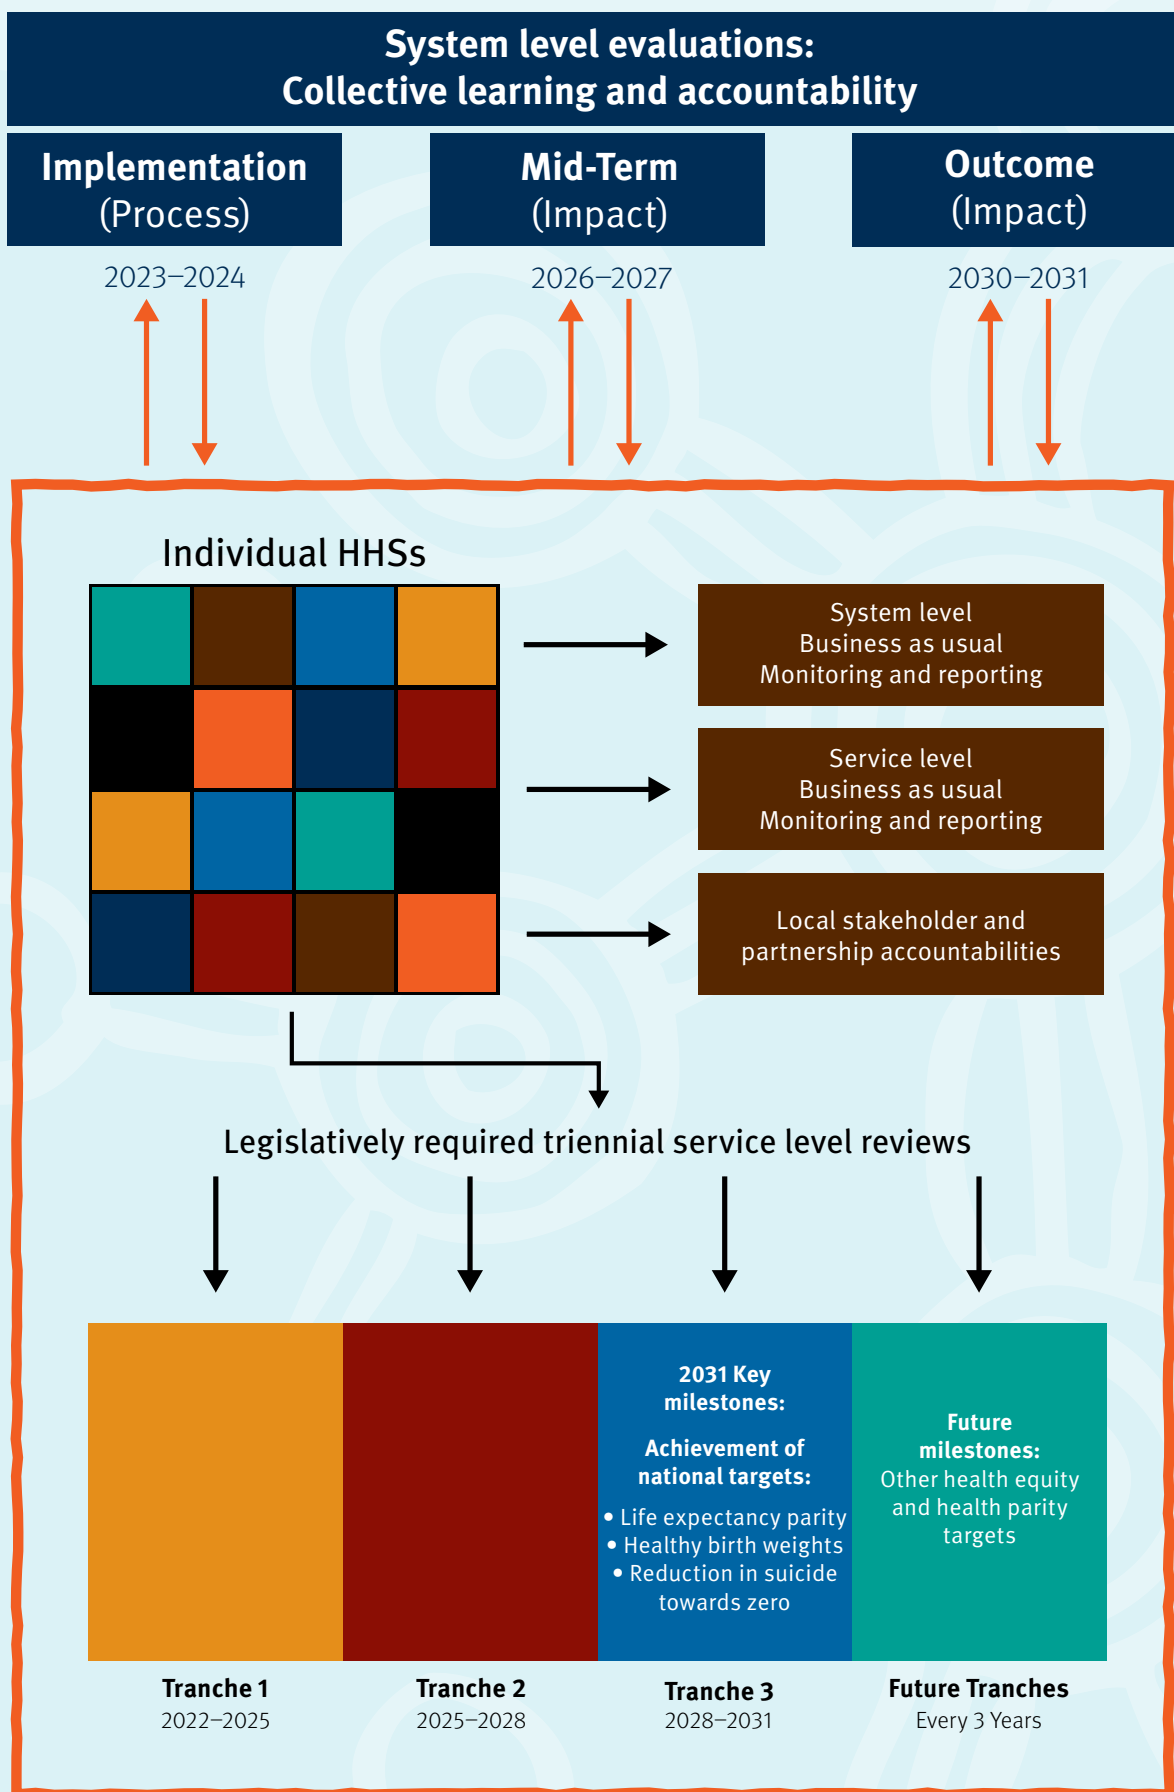 System level evaluations:
Collective learning and accountability
Implementation
(Process)
2023–2024
Mid-Term
(Impact)
2026–2027
Outcome
(Impact)
2030–2031
Individual HHSs
System level
Business as usual
Monitoring and reporting
Service level
Business as usual
Monitoring and reporting
Local stakeholder and
partnership accountabilities
Legislatively required triennial service level reviews
2031 Key
milestones:
Achievement of
national targets:
• Life expectancy parity
• Healthy birth weights
• Reduction in suicide
towards zero
Future
milestones:
Other health equity
and health parity
targets
Tranche 1
2022–2025
Tranche 2
2025–2028
Tranche 3
2028–2031
Future Tranches
Every 3 Years